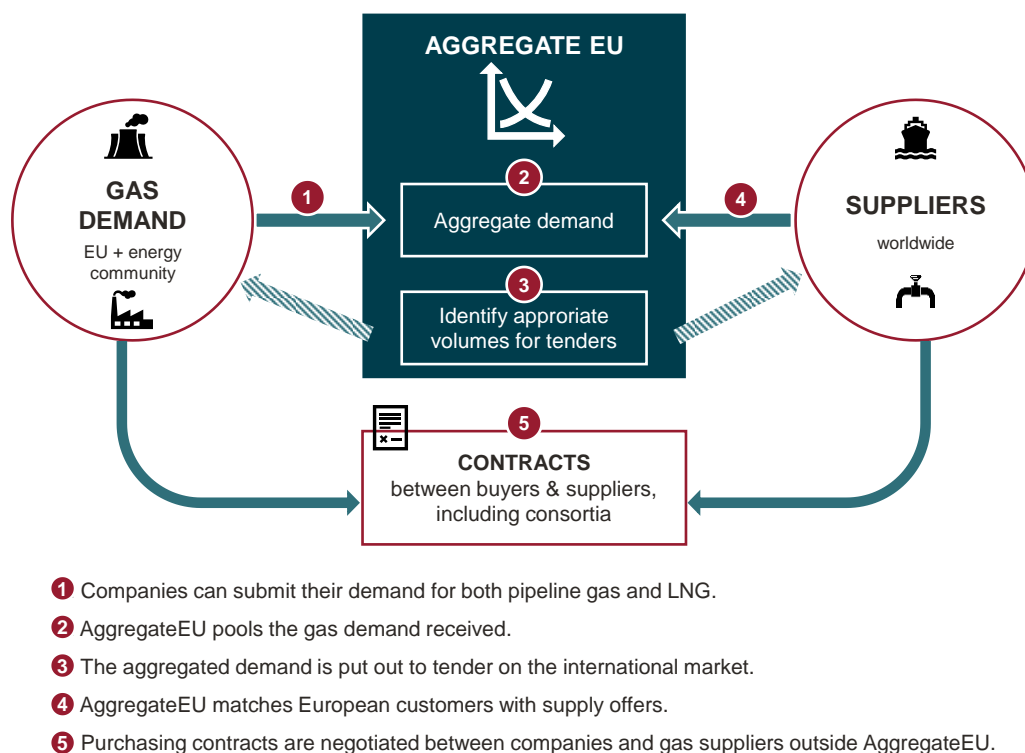 AGGREGATE EU
GAS
DEMAND
EU + energy
community
1
2
Aggregate demand
4
SUPPLIERS
worldwide
3
Identify approriate
volumes for tenders
5
CONTRACTS
between buyers & suppliers,
including consortia
1 Companies can submit their demand for both pipeline gas and LNG.
2 AggregateEU pools the gas demand received.
3 The aggregated demand is put out to tender on the international market.
4 AggregateEU matches European customers with supply offers.
5 Purchasing contracts are negotiated between companies and gas suppliers outside AggregateEU.